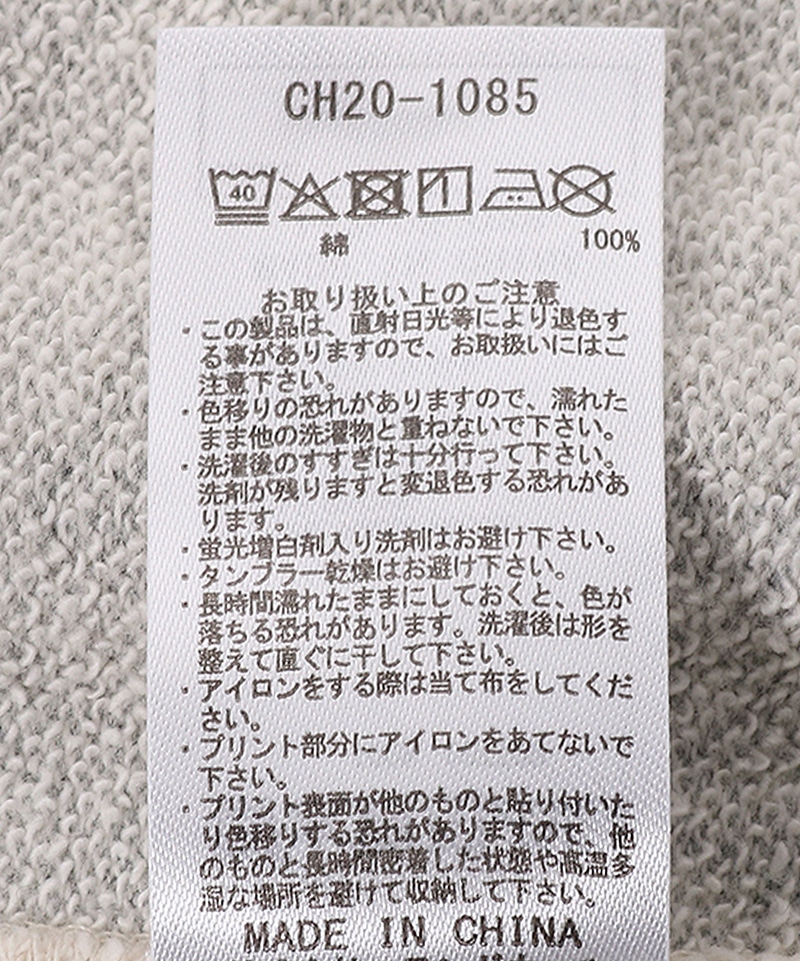 CH20-1085
40
綿 100%
お取り扱い上のご注意
・この製品は、直射日光等により退色す
る事がありますので、お取扱いにはご
注意下さい。
・色移りの恐れがありますので、濡れた
まま他の洗濯物と重ねないで下さい。
・洗濯後のすすぎは十分行って下さい。
洗剤が残りますと変退色する恐れがあ
ります。
・蛍光増白剤入り洗剤はお避け下さい。
・タンブラー乾燥はお避け下さい。
・長時間濡れたままにしておくと、色が
落ちる恐れがあります。洗濯後は形を
整えて直ぐに干して下さい。
・アイロンをする際は当て布をしてくだ
さい。
・プリント部分にアイロンをあてないで
下さい。
・プリント表面が他のものと貼り付いた
り色移りする恐れがありますので、他
のものと長時間密着した状態や高温多
湿な場所を避けて収納して下さい。
MADE IN CHINA